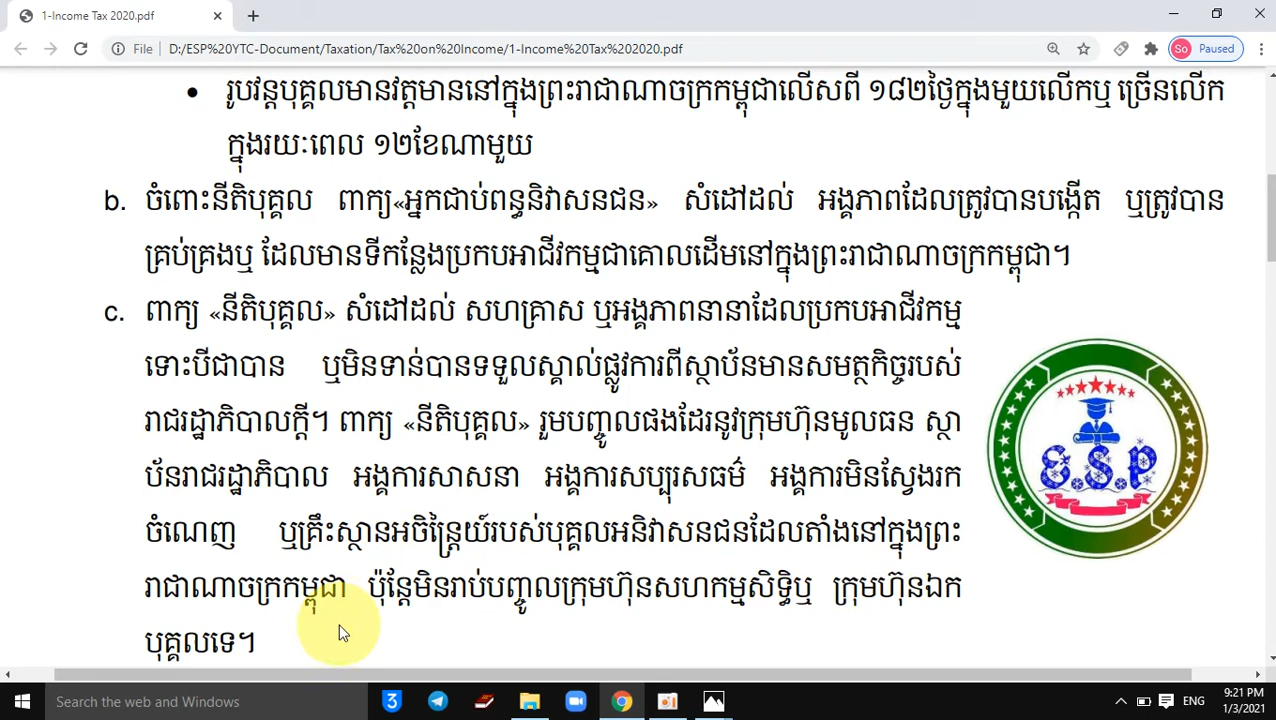 1-Income Tax 2020.pdf
File D:/ESP%20YTC-Document/Taxation/Tax%20on%20Income/1-Income%20Tax%202020.pdf
So Paused
• រូបវន្តបុគ្គលមានវត្តមាននៅក្នុងព្រះរាជាណាចក្រកម្ពុជាលើសពី ១៨២ថ្ងៃក្នុងមួយលើកឬ ច្រើនលើក
ក្នុងរយៈពេល ១២ខែណាមួយ
b. ចំពោះនីតិបុគ្គល ពាក្យ«អ្នកជាប់ពន្ធនិវាសនជន» សំដៅដល់ អង្គភាពដែលត្រូវបានបង្កើត ឬត្រូវបាន
គ្រប់គ្រងឬ ដែលមានទីកន្លែងប្រកបអាជីវកម្មជាគោលដើមនៅក្នុងព្រះរាជាណាចក្រកម្ពុជា។
c. ពាក្យ «នីតិបុគ្គល» សំដៅដល់ សហគ្រាស ឬអង្គភាពនានាដែលប្រកបអាជីវកម្ម
ទោះបីជាបាន ឬមិនទាន់បានទទួលស្គាល់ផ្លូវការពីស្ថាប័នមានសមត្ថកិច្ចរបស់
រាជរដ្ឋាភិបាលក្តី។ ពាក្យ «នីតិបុគ្គល» រួមបញ្ចូលផងដែរនូវក្រុមហ៊ុនមូលធន ស្ថា
ប័នរាជរដ្ឋាភិបាល អង្គការសាសនា អង្គការសប្បុរសធម៌ អង្គការមិនស្វែងរក
ចំណេញ ឬគ្រឹះស្ថានអចិន្ត្រៃយ៍របស់បុគ្គលអនិវាសនជនដែលតាំងនៅក្នុងព្រះ
រាជាណាចក្រកម្ពុជា ប៉ុន្តែមិនរាប់បញ្ចូលក្រុមហ៊ុនសហកម្មសិទ្ធិឬ ក្រុមហ៊ុនឯក
បុគ្គលទេ។
e.s.p
Search the web and Windows
ENG
9:21 PM
1/3/2021